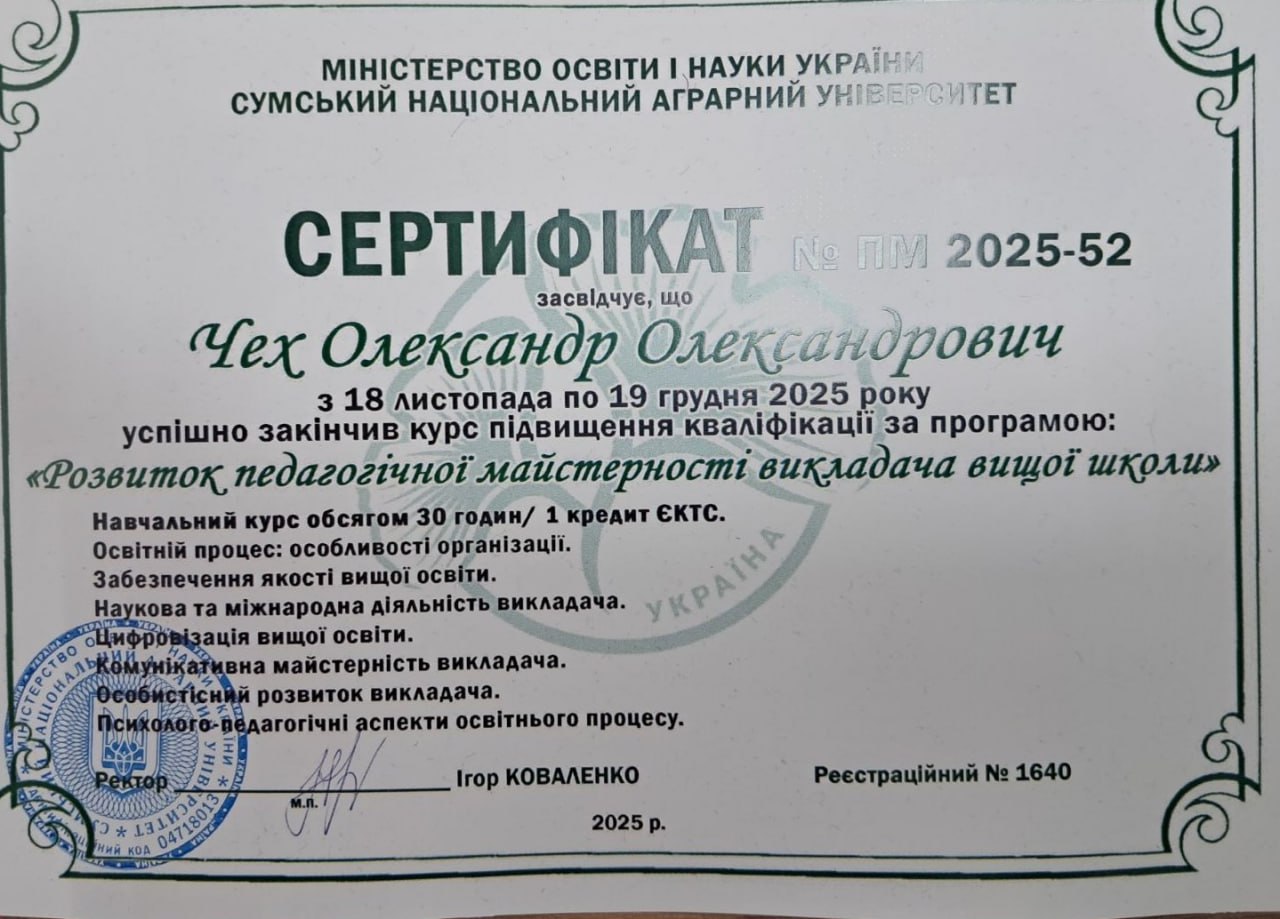 МІНІСТЕРСТВО ОСВІТИ І НАУКИ УКРАЇНИ
СУМСЬКИЙ НАЦІОНАЛЬНИЙ АГРАРНИЙ УНІВЕРСИТЕТ
СЕРТИФІКАТ № ПМ 2025-52
засвідчує, що
Чех Олександр Олександрович
з 18 листопада по 19 грудня 2025 року
успішно закінчив курс підвищення кваліфікації за програмою:
«Розвиток педагогічної майстерності викладача вищої школи»
Навчальний курс обсягом 30 годин/ 1 кредит ЄКТС.
Освітній процес: особливості організації.
Забезпечення якості вищої освіти.
Наукова та міжнародна діяльність викладача.
УКРАЇНА
Цифровізація вищої освіти.
Комунікативна майстерність викладача.
Особистісний розвиток викладача.
Психолого-педагогічні аспекти освітнього процесу.
Ректор Ігор КОВАЛЕНКО
м.п.
Реєстраційний № 1640
2025 р.
04718013